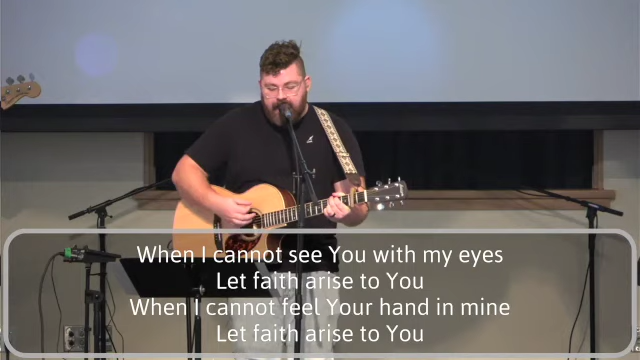 When I cannot see You with my eyes
Let faith arise to You
When I cannot feel Your hand in mine
Let faith arise to You